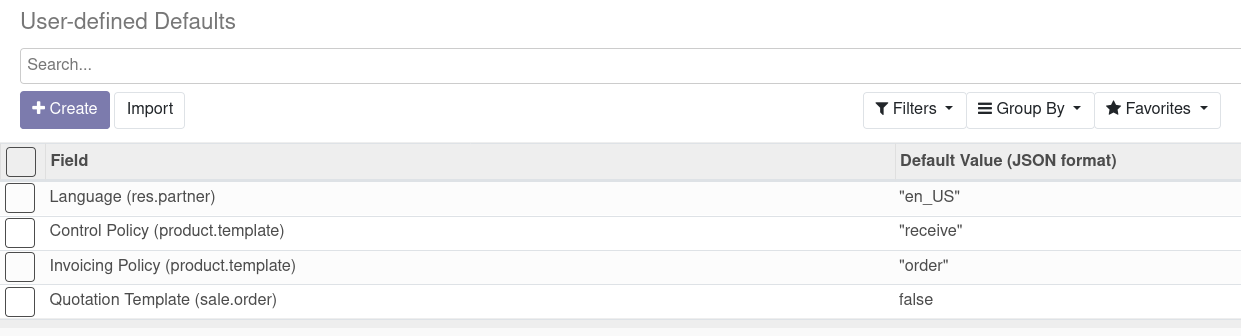 User-defined Defaults
Search...
Create Import Filters Group By Favorites
Field Default Value (JSON format)
Language (res.partner) "en_US"
Control Policy (product.template) "receive"
Invoicing Policy (product.template) "order"
Quotation Template (sale.order) false